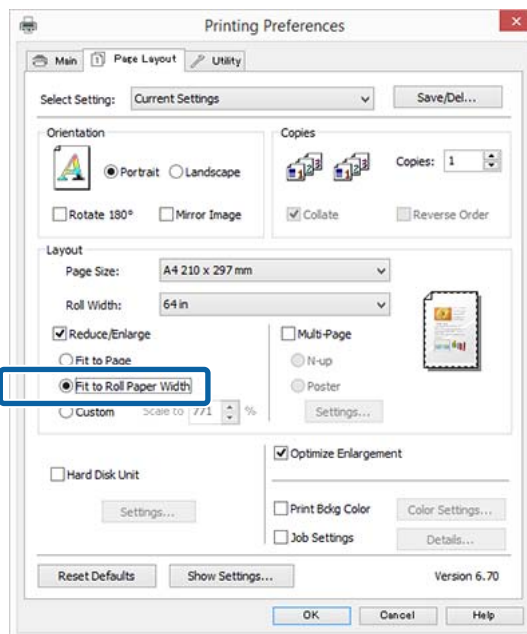 Printing Preferences
Main Page Layout Utility
Select Setting: Current Settings Save/Del...
Orientation Copies
Portrait Landscape Copies: 1
Rotate 180° Mirror Image Collate Reverse Order
Layout
Page Size: A4 210 x 297 mm
Roll Width: 64 in
Reduce/Enlarge Multi-Page
Fit to Page N-up
Fit to Roll Paper Width Poster
Custom Scale to 771 % Settings...
Optimize Enlargement
Hard Disk Unit
Settings... Print Bckg Color Color Settings...
Job Settings Details...
Reset Defaults Show Settings... Version 6.70
OK Cancel Help